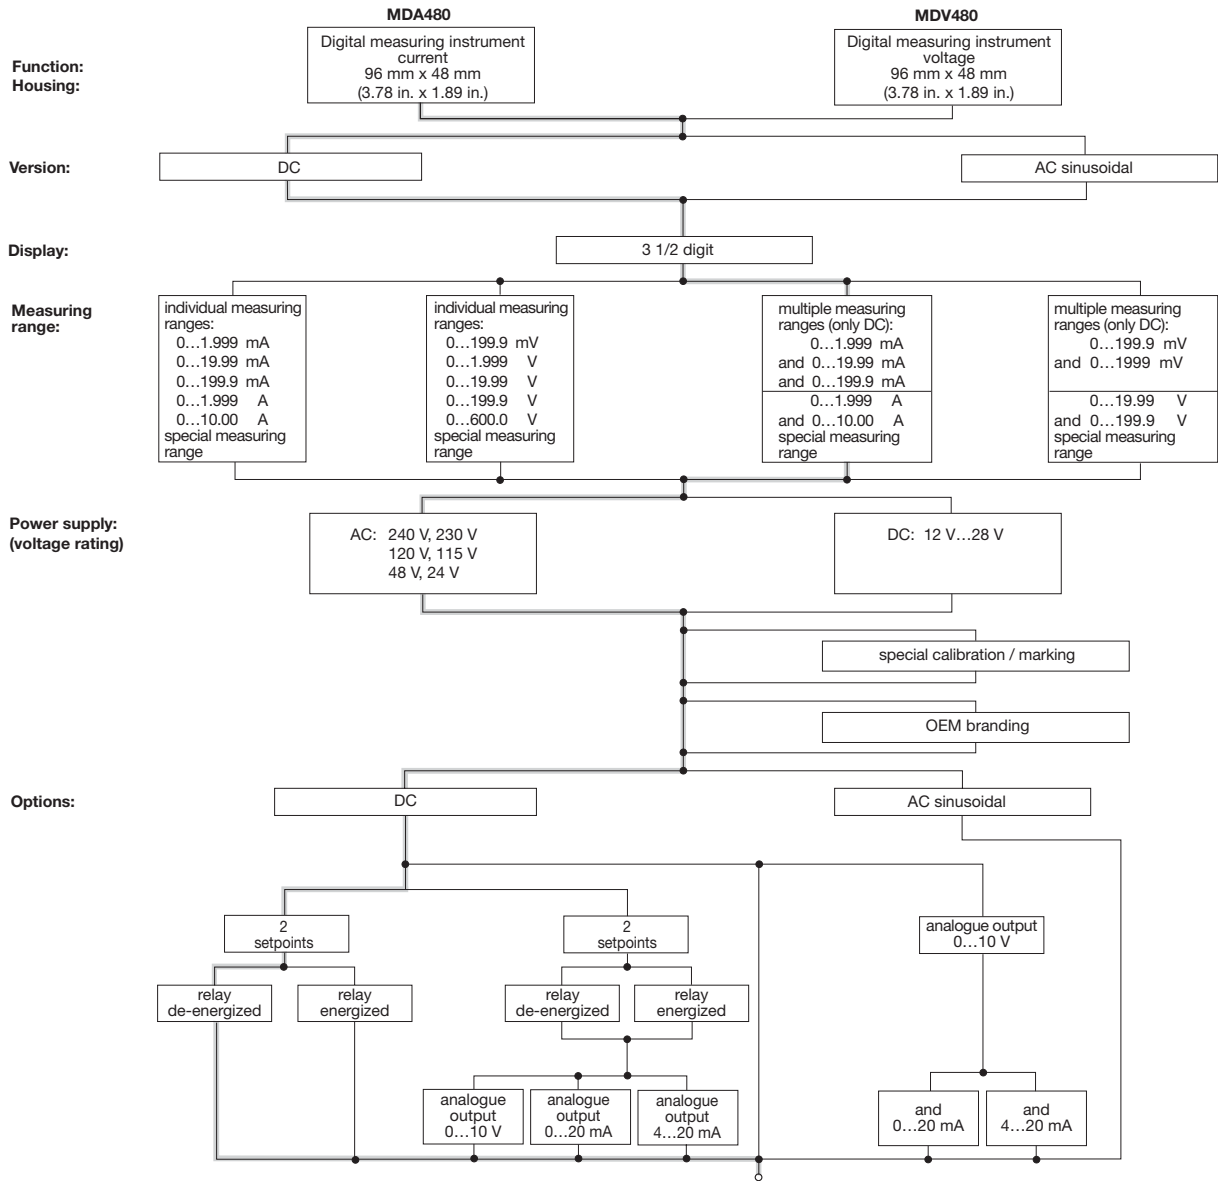 MDA480
MDV480
Function:
Housing:
Digital measuring instrument
current
96 mm x 48 mm
(3.78 in. x 1.89 in.)
Digital measuring instrument
voltage
96 mm x 48 mm
(3.78 in. x 1.89 in.)
Version:
DC
AC sinusoidal
Display:
3 1/2 digit
Measuring
range:
individual measuring
ranges:
0…1.999 mA
0…19.99 mA
0…199.9 mA
0…1.999 A
0…10.00 A
special measuring
range
individual measuring
ranges:
0…199.9 mV
0…1.999 V
0…19.99 V
0…199.9 V
0…600.0 V
special measuring
range
multiple measuring
ranges (only DC):
0…1.999 mA
and 0…19.99 mA
and 0…199.9 mA
0…1.999 A
and 0…10.00 A
special measuring
range
multiple measuring
ranges (only DC):
0…199.9 mV
and 0…1999 mV
0…19.99 V
and 0…199.9 V
special measuring
range
Power supply:
(voltage rating)
AC: 240 V, 230 V
120 V, 115 V
48 V, 24 V
DC: 12 V…28 V
special calibration / marking
OEM branding
Options:
DC
AC sinusoidal
2
setpoints
2
setpoints
analogue output
0…10 V
relay
de-energized
relay
energized
relay
de-energized
relay
energized
analogue
output
0…10 V
analogue
output
0…20 mA
analogue
output
4…20 mA
and
0…20 mA
and
4…20 mA